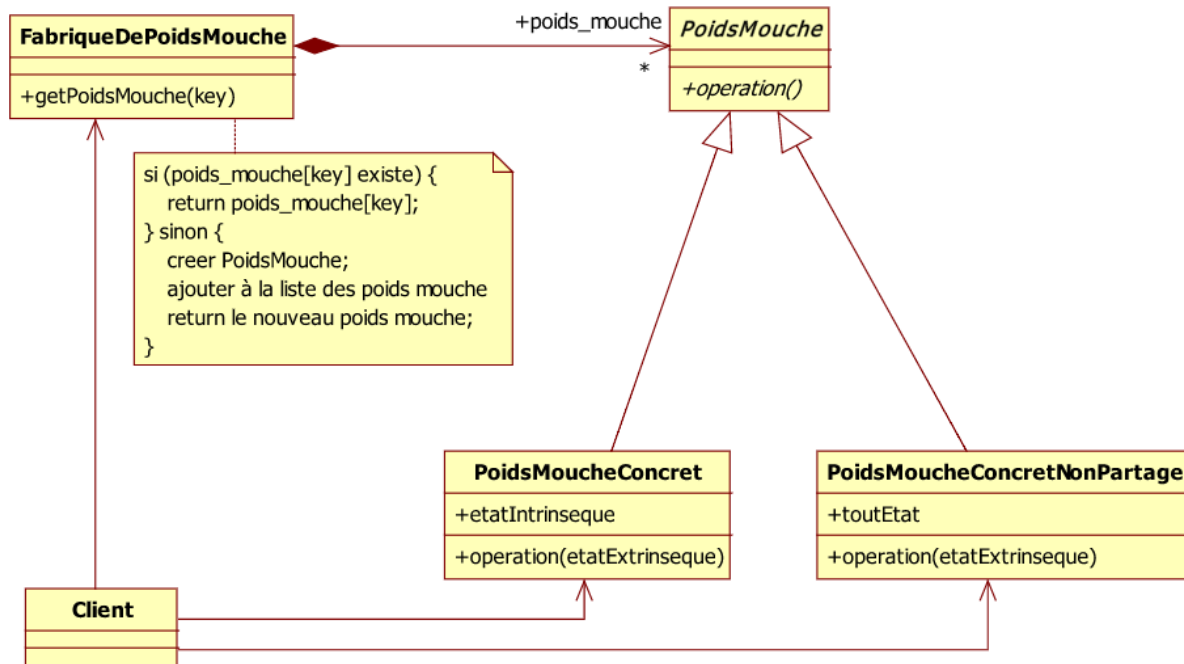 FabriqueDePoidsMouche
+getPoidsMouche(key)
+poids_mouche
*
PoidsMouche
+operation()
si (poids_mouche[key] existe) {
return poids_mouche[key];
} sinon {
creer PoidsMouche;
ajouter à la liste des poids mouche
return le nouveau poids mouche;
}
PoidsMoucheConcret
+etatIntrinseque
+operation(etatExtrinseque)
PoidsMoucheConcretNonPartage
+toutEtat
+operation(etatExtrinseque)
Client